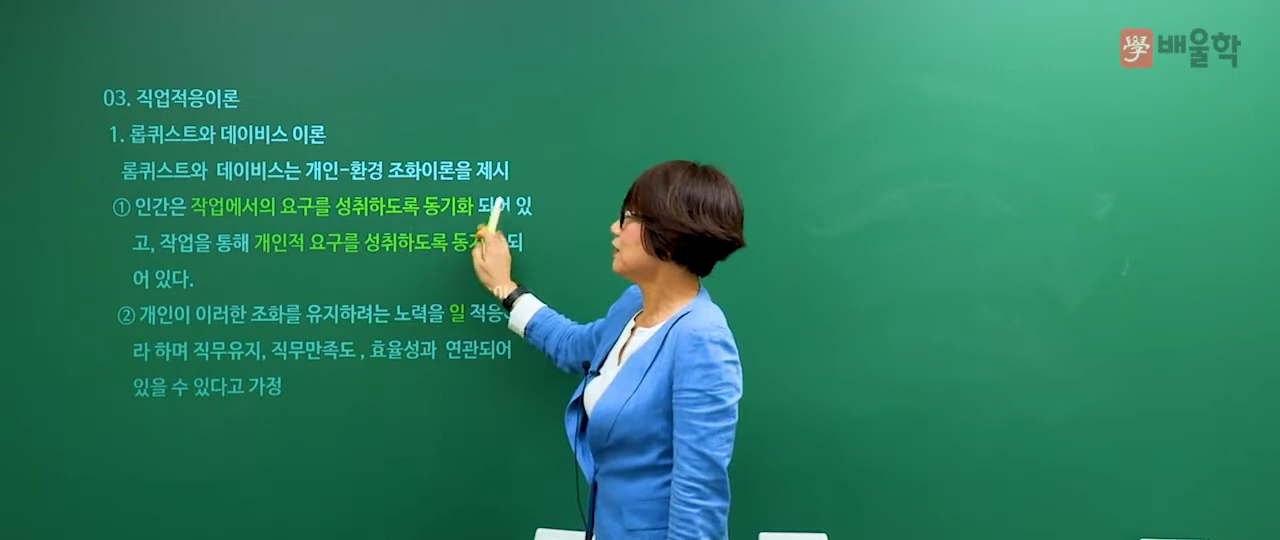 學 배울학
03. 직업적응이론
1. 롭퀴스트와 데이비스 이론
롬퀴스트와 데이비스는 개인-환경 조화이론을 제시
① 인간은 작업에서의 요구를 성취하도록 동기화 되어 있
고, 작업을 통해 개인적 요구를 성취하도록 되
어 있다.
② 개인이 이러한 조화를 유지하려는 노력을 일 적응
라 하며 직무유지, 직무만족도 , 효율성과 연관되어
있을 수 있다고 가정